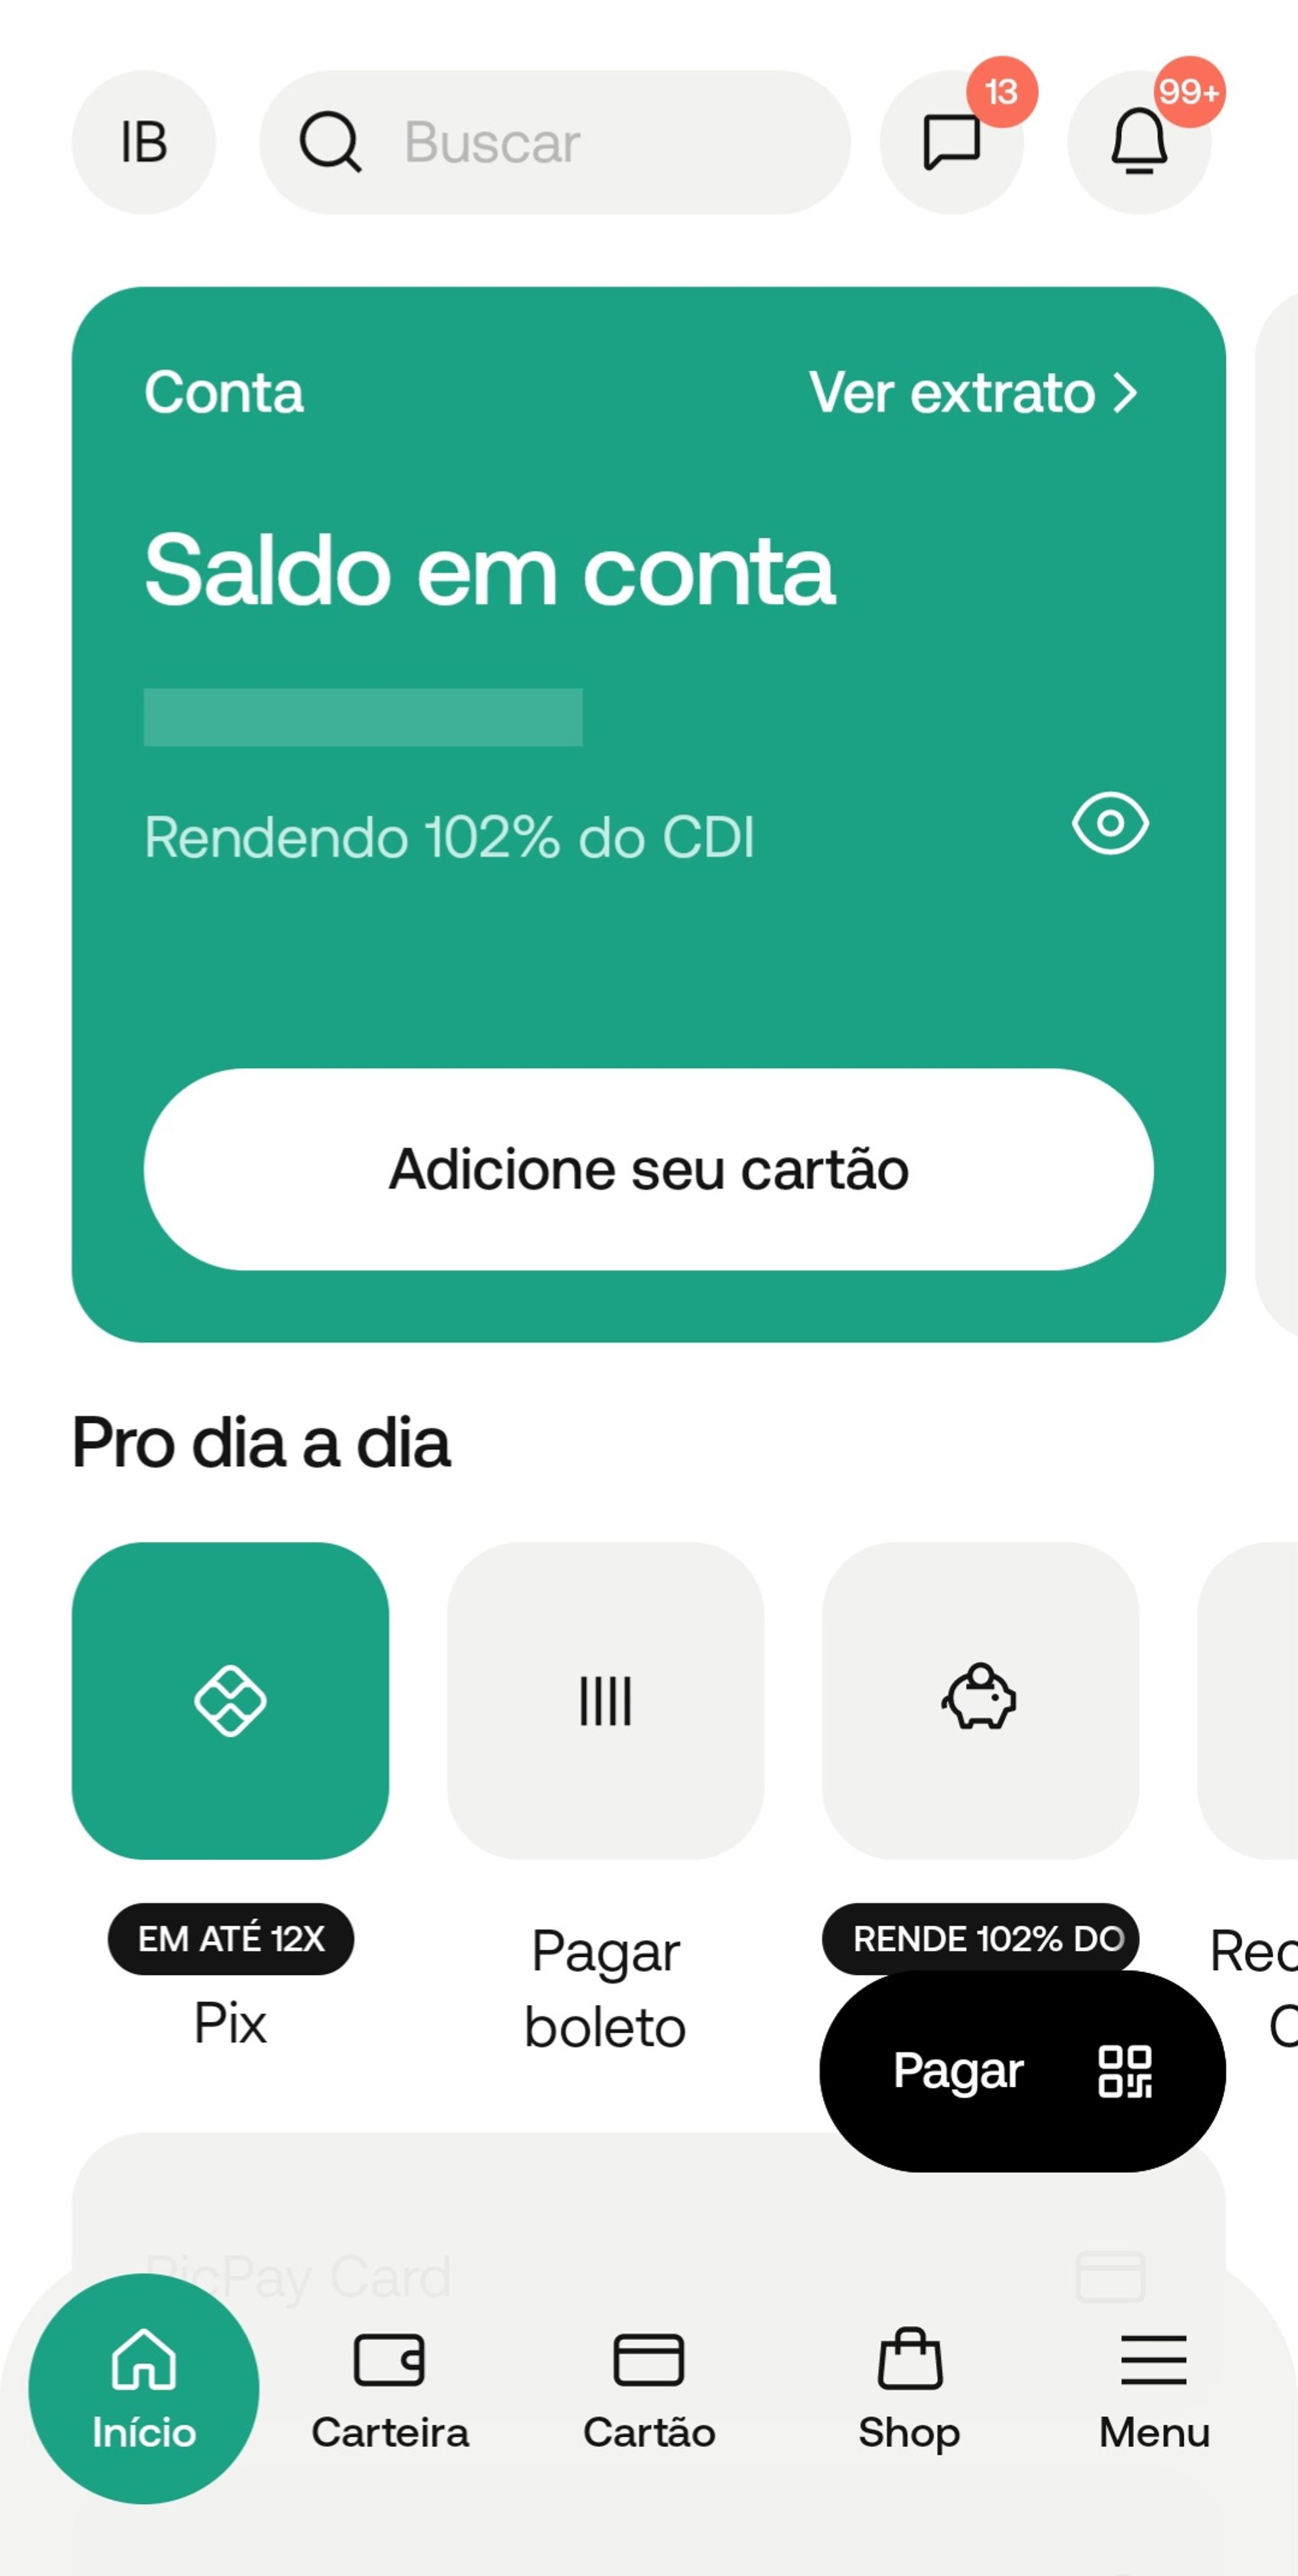 IB
Buscar
13
99+
Conta
Ver extrato
Saldo em conta
Rendendo 102% do CDI
Adicione seu cartão
Pro dia a dia
EM ATÉ 12X
Pix
Pagar
boleto
RENDE 102% DO
Pagar
PicPay Card
Início
Carteira
Cartão
Shop
Menu